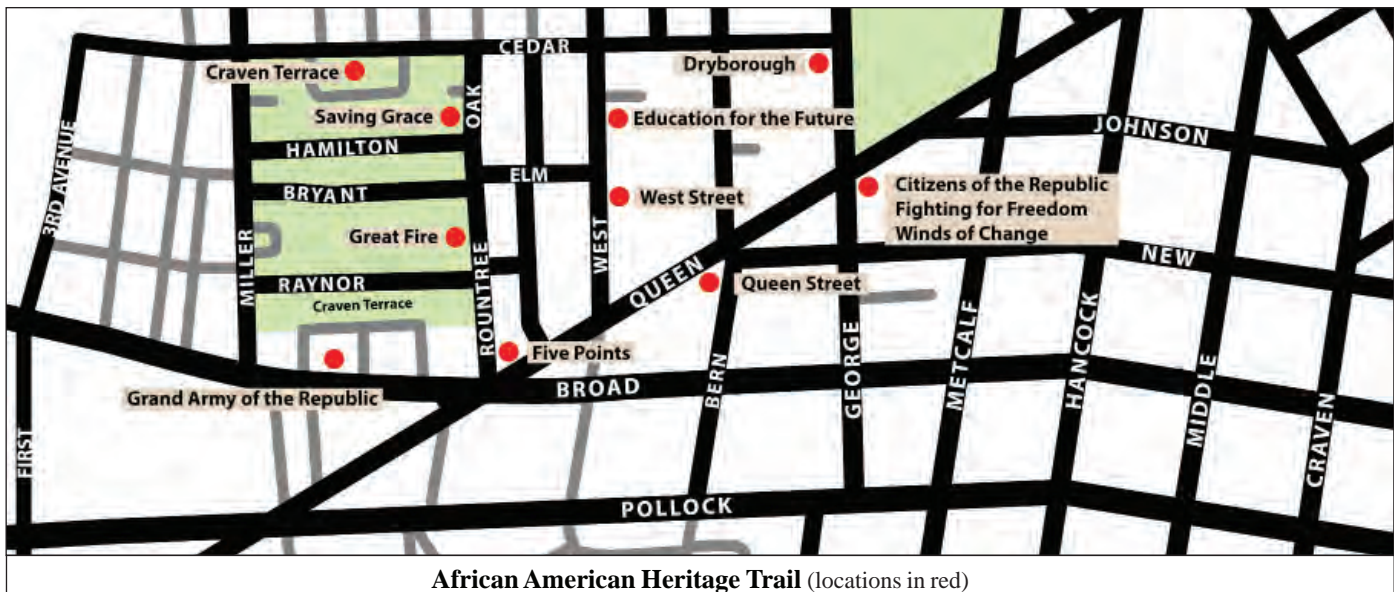 CEDAR
Craven Terrace
Dryborough
OAK
Saving Grace
Education for the Future
JOHNSON
HAMILTON
3RD AVENUE
ELM
BRYANT
West Street
Citizens of the Republic
Fighting for Freedom
Winds of Change
Great Fire
MILLER
WEST
NEW
RAYNOR
QUEEN
Queen Street
Craven Terrace
ROUNTREE
Five Points
GEORGE
METCALF
HANCOCK
BROAD
BERN
Grand Army of the Republic
MIDDLE
CRAVEN
FIRST
POLLOCK
African American Heritage Trail (locations in red)